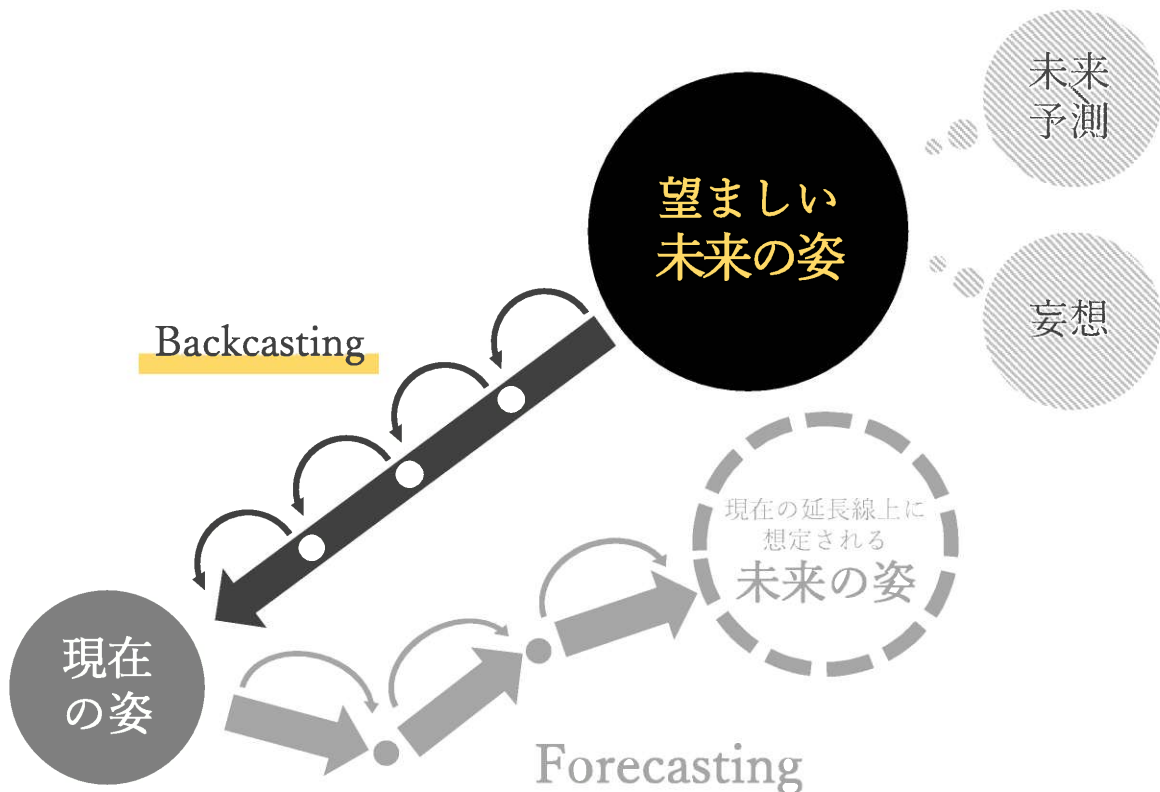 未来
予測
望ましい
未来の姿
妄想
Backcasting
現在の延長線上に
想定される
未来の姿
現在
の姿
Forecasting